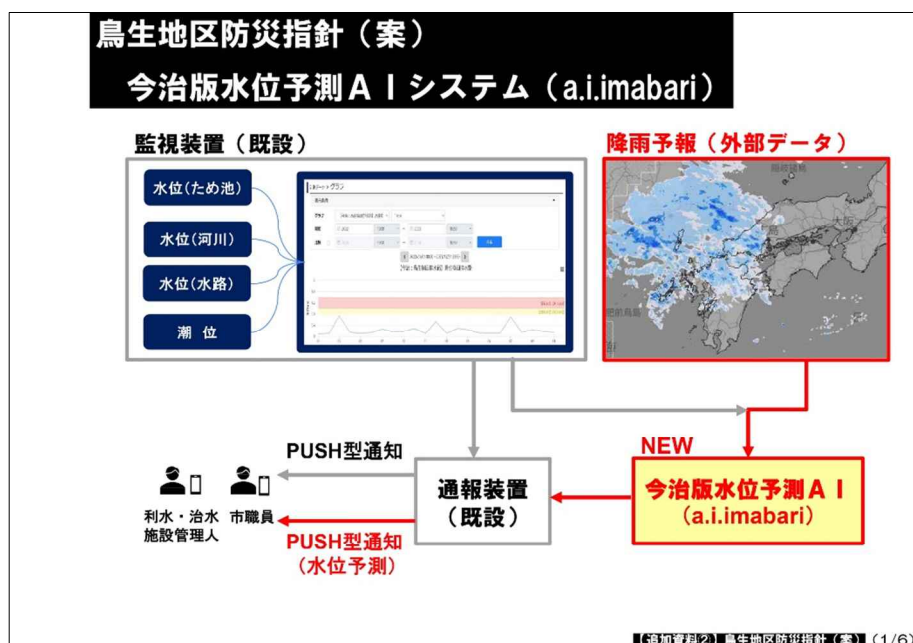 鳥生地区防災指針（案）
今治版水位予測ＡＩシステム（a.i.imabari）
監視装置（既設）
降雨予報（外部データ）
水位(ため池)
水位(河川)
水位(水路)
潮　位
グラフ
NEW
PUSH型通知
通報装置
（既設）
今治版水位予測ＡＩ
（a.i.imabari）
利水・治水
施設管理人
市職員
PUSH型通知
（水位予測）
【追加資料②】鳥生地区防災指針（案）(1/6)